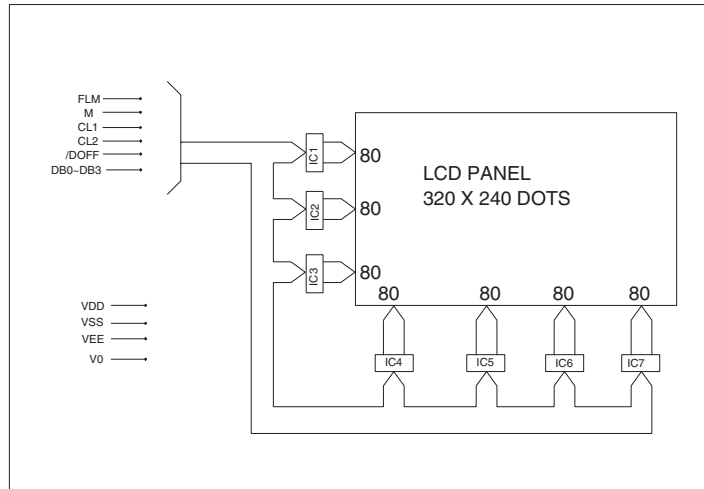 FLM
M
CL1
CL2
/DOFF
DB0~DB3
IC1
80
LCD PANEL
320 X 240 DOTS
IC2
80
IC3
80
80
80
80
80
VDD
VSS
VEE
V0
IC4
IC5
IC6
IC7